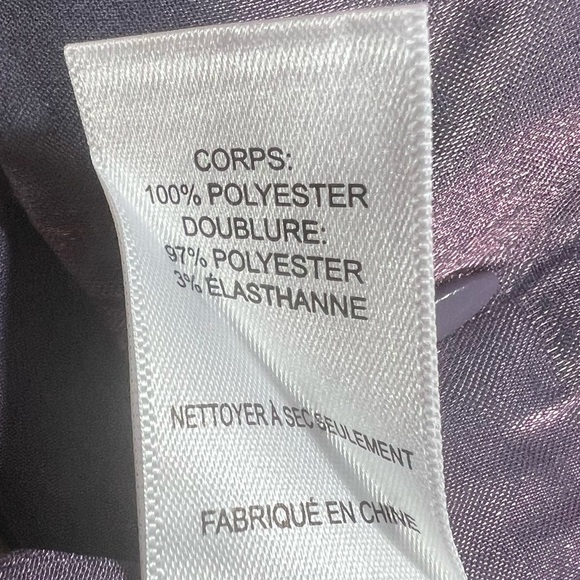 CORPS:
100% POLYESTER
DOUBLURE:
97% POLYESTER
3% ÉLASTHANNE
NETTOYER À SEC SEULEMENT
FABRIQUÉ EN CHINE